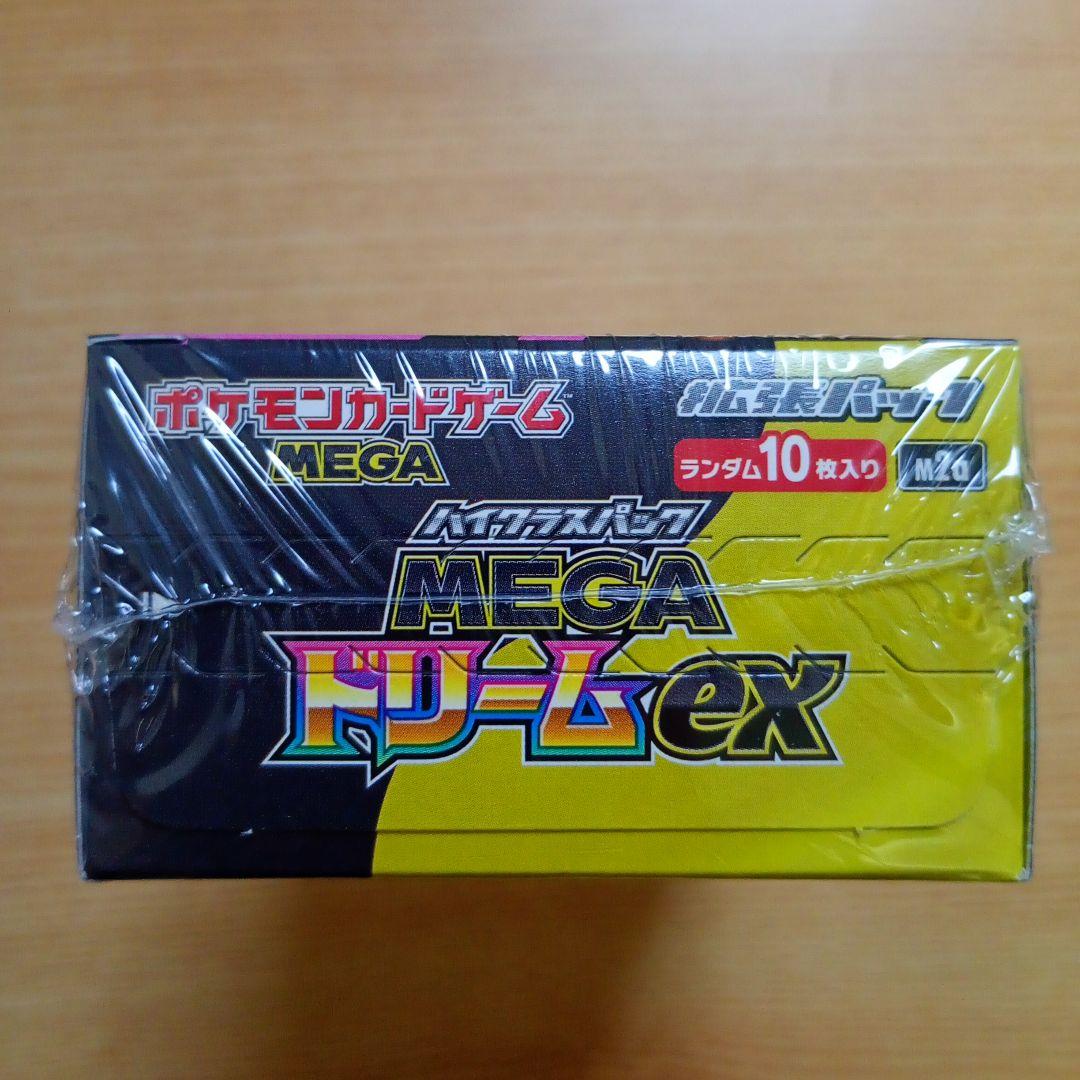 ポケモンカードゲーム™
MEGA
拡張パック
ランダム10枚入り
M2a
ハイクラスパック
MEGA
ドリームex